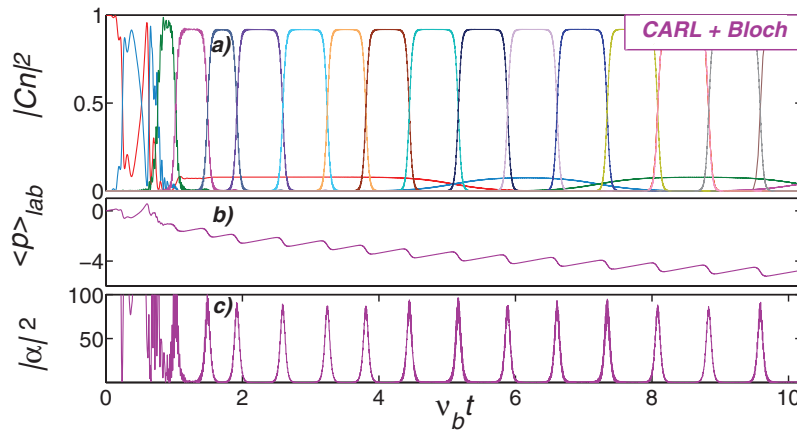 CARL + Bloch
|Cn|²
1
0.5
0
a)
<p>lab
0
−4
b)
|α|²
100
50
c)
0 2 4 6 8 10
ν_b t